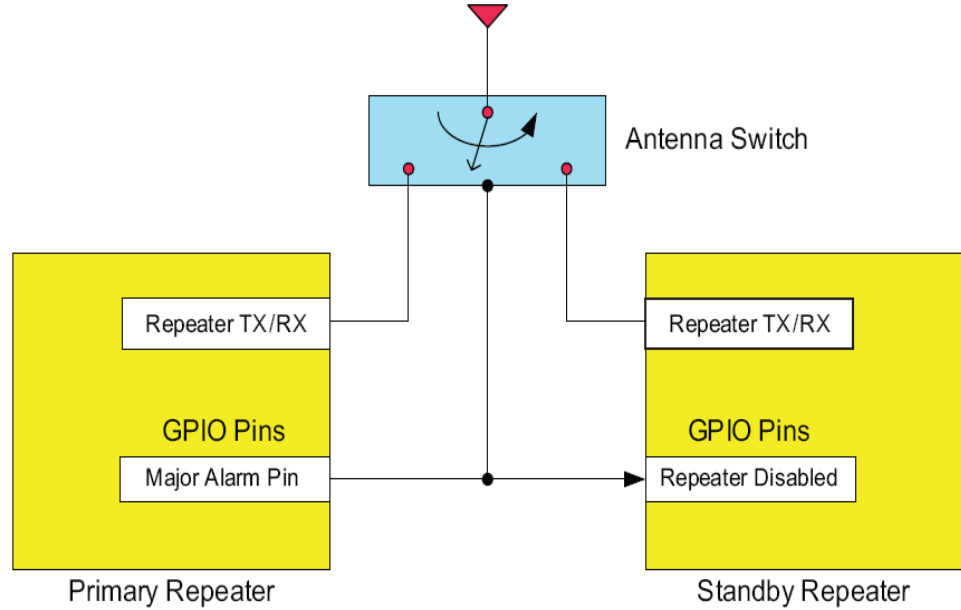 Antenna Switch
Repeater TX/RX
Repeater TX/RX
GPIO Pins
GPIO Pins
Major Alarm Pin
Repeater Disabled
Primary Repeater
Standby Repeater